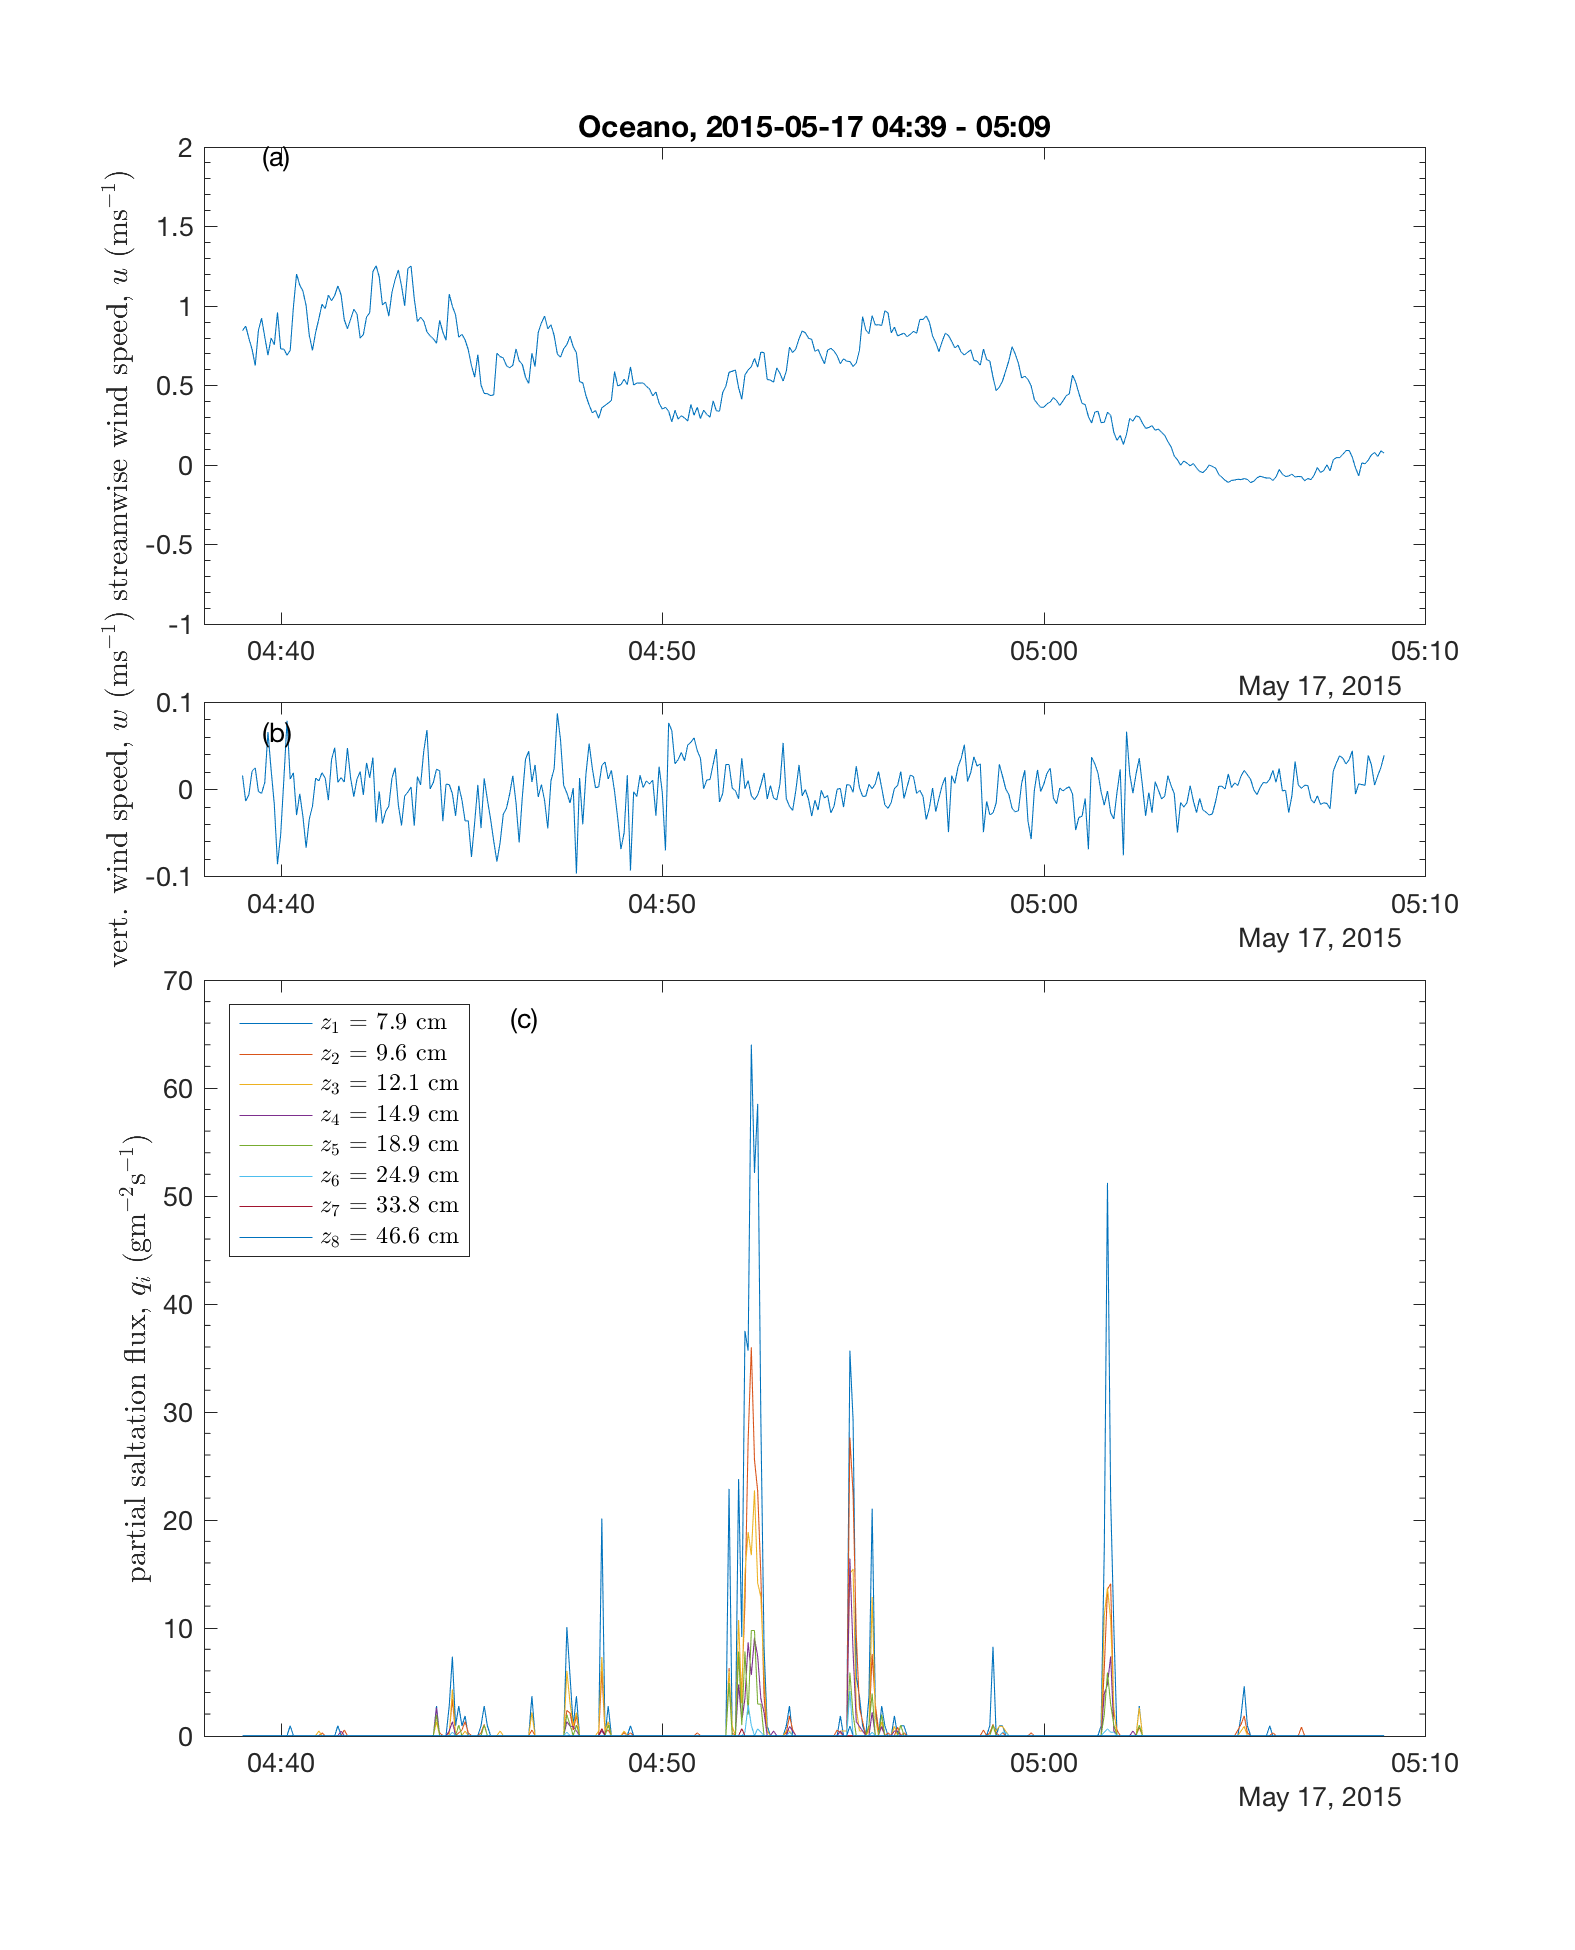 Oceano, 2015-05-17 04:39 - 05:09
(a)
streamwise wind speed, u (ms⁻¹)
2
1.5
1
0.5
0
-0.5
-1
04:40 04:50 05:00 05:10
May 17, 2015
(b)
vert. wind speed, w (ms⁻¹)
0.1
0
-0.1
04:40 04:50 05:00 05:10
May 17, 2015
(c)
partial saltation flux, qᵢ (gm⁻²s⁻¹)
70
60
50
40
30
20
10
0
z₁ = 7.9 cm
z₂ = 9.6 cm
z₃ = 12.1 cm
z₄ = 14.9 cm
z₅ = 18.9 cm
z₆ = 24.9 cm
z₇ = 33.8 cm
z₈ = 46.6 cm
04:40 04:50 05:00 05:10
May 17, 2015